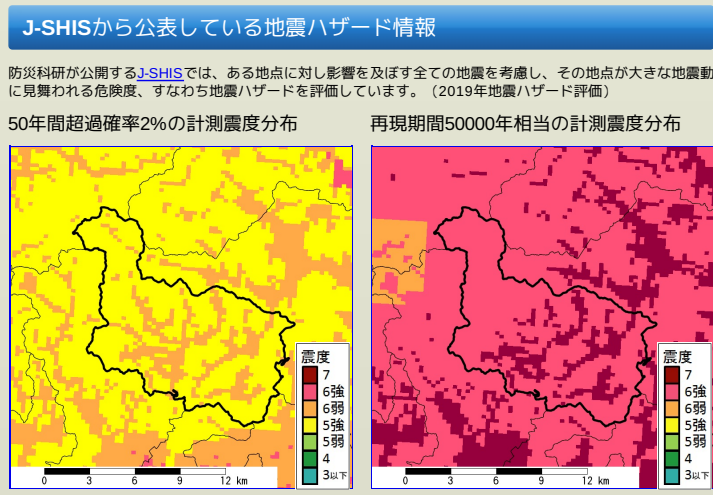 J-SHISから公表している地震ハザード情報
防災科研が公開するJ-SHISでは、ある地点に対し影響を及ぼす全ての地震を考慮し、その地点が大きな地震動
に見舞われる危険度、すなわち地震ハザードを評価しています。（2019年地震ハザード評価）
50年間超過確率2%の計測震度分布
再現期間50000年相当の計測震度分布
震度
7
6強
6弱
5強
5弱
4
3以下
0 3 6 9 12 km
震度
7
6強
6弱
5強
5弱
4
3以下
0 3 6 9 12 km